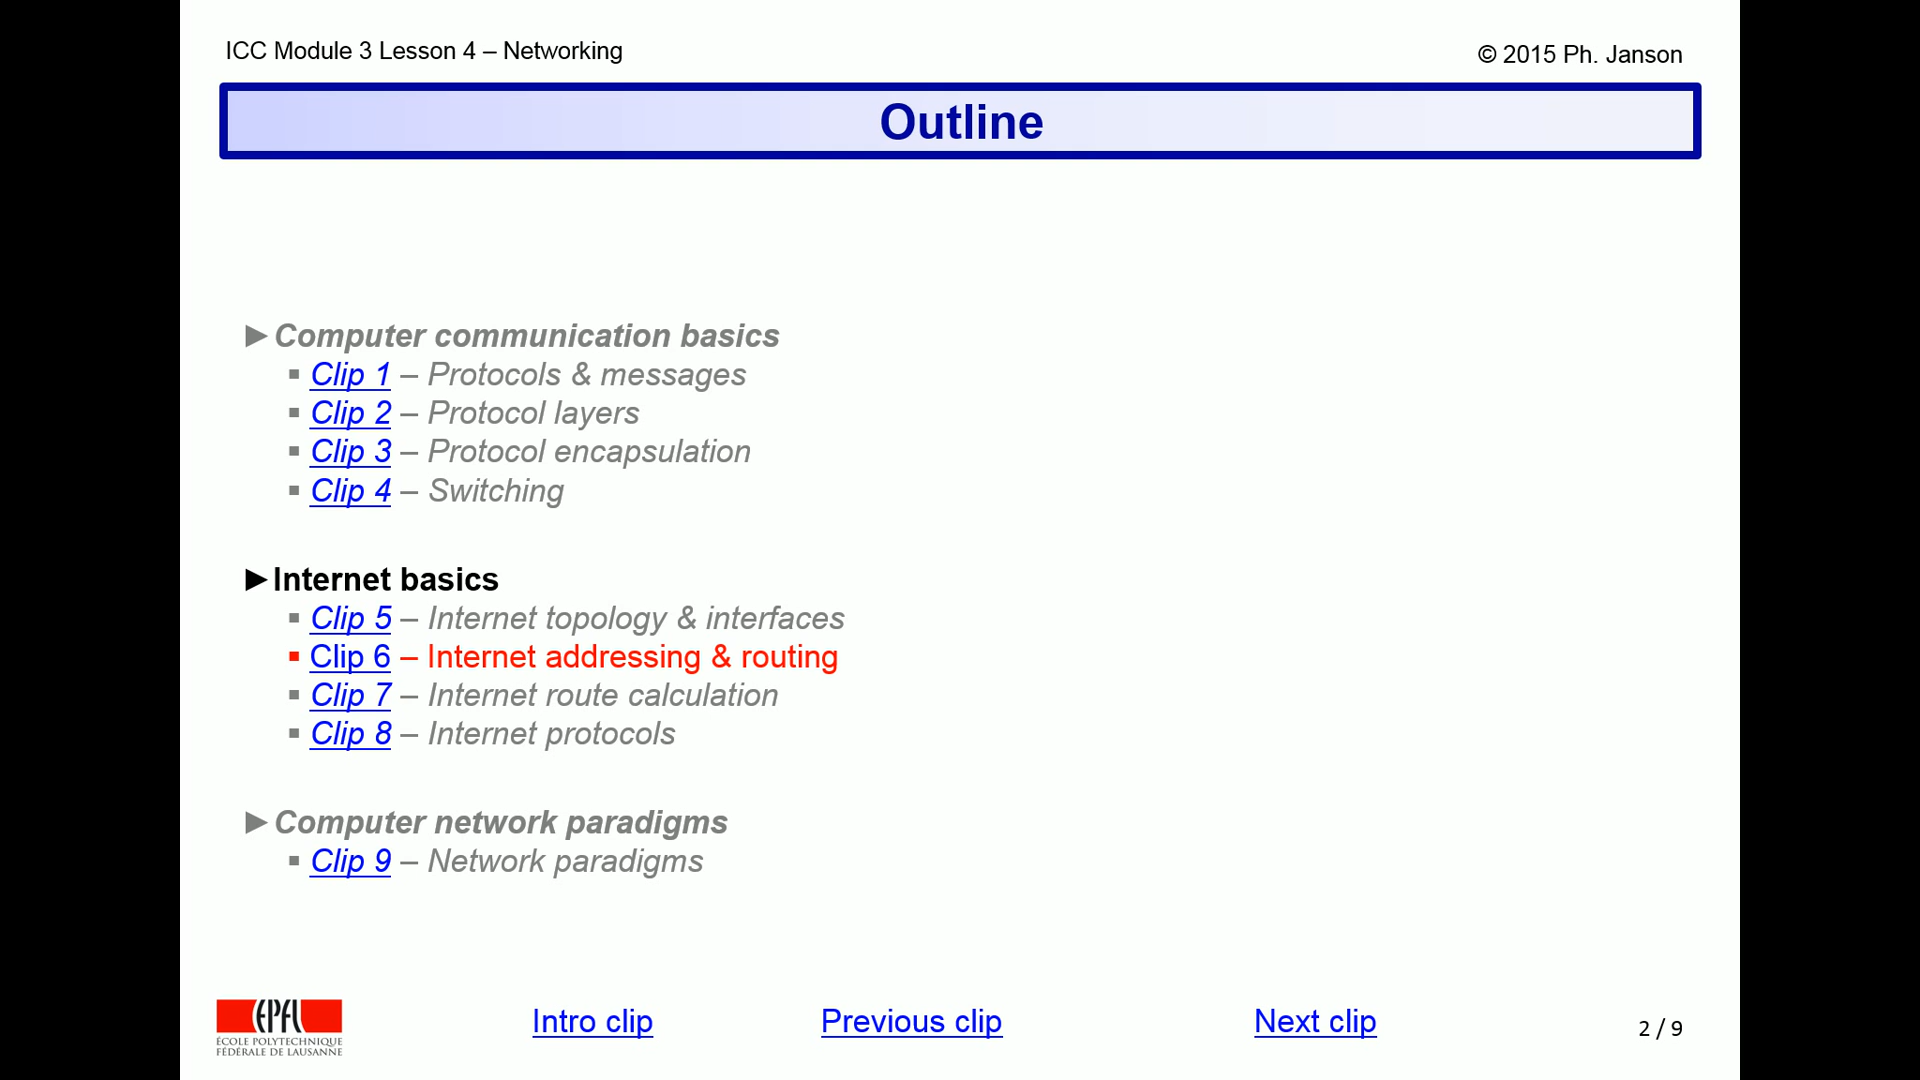 ICC Module 3 Lesson 4 – Networking
© 2015 Ph. Janson
Outline
►Computer communication basics
▪ Clip 1 – Protocols & messages
▪ Clip 2 – Protocol layers
▪ Clip 3 – Protocol encapsulation
▪ Clip 4 – Switching
►Internet basics
▪ Clip 5 – Internet topology & interfaces
▪ Clip 6 – Internet addressing & routing
▪ Clip 7 – Internet route calculation
▪ Clip 8 – Internet protocols
►Computer network paradigms
▪ Clip 9 – Network paradigms
EPFL
ÉCOLE POLYTECHNIQUE
FÉDÉRALE DE LAUSANNE
Intro clip
Previous clip
Next clip
2 / 9